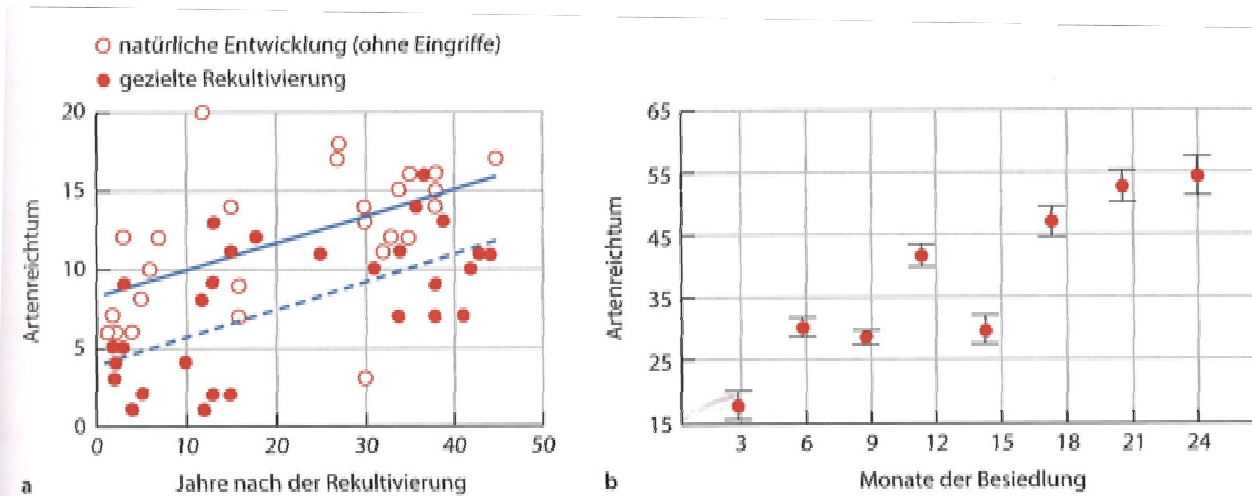 natürliche Entwicklung (ohne Eingriffe)
gezielte Rekultivierung
Artenreichtum
20
15
10
5
0
0 10 20 30 40 50
Jahre nach der Rekultivierung
a
Artenreichtum
65
55
45
35
25
15
3 6 9 12 15 18 21 24
Monate der Besiedlung
b